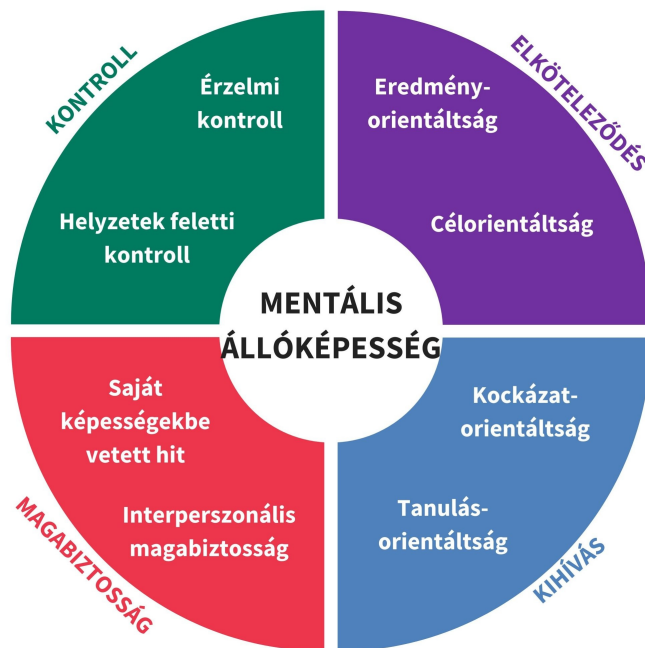 KONTROLL
Érzelmi
kontroll
Helyzetek feletti
kontroll
ELKÖTELEZŐDÉS
Eredmény-
orientáltság
Célorientáltság
MENTÁLIS
ÁLLÓKÉPESSÉG
Saját
képességekbe
vetett hit
Interperszonális
magabiztosság
MAGABIZTOSSÁG
Kockázat-
orientáltság
Tanulás-
orientáltság
KIHÍVÁS